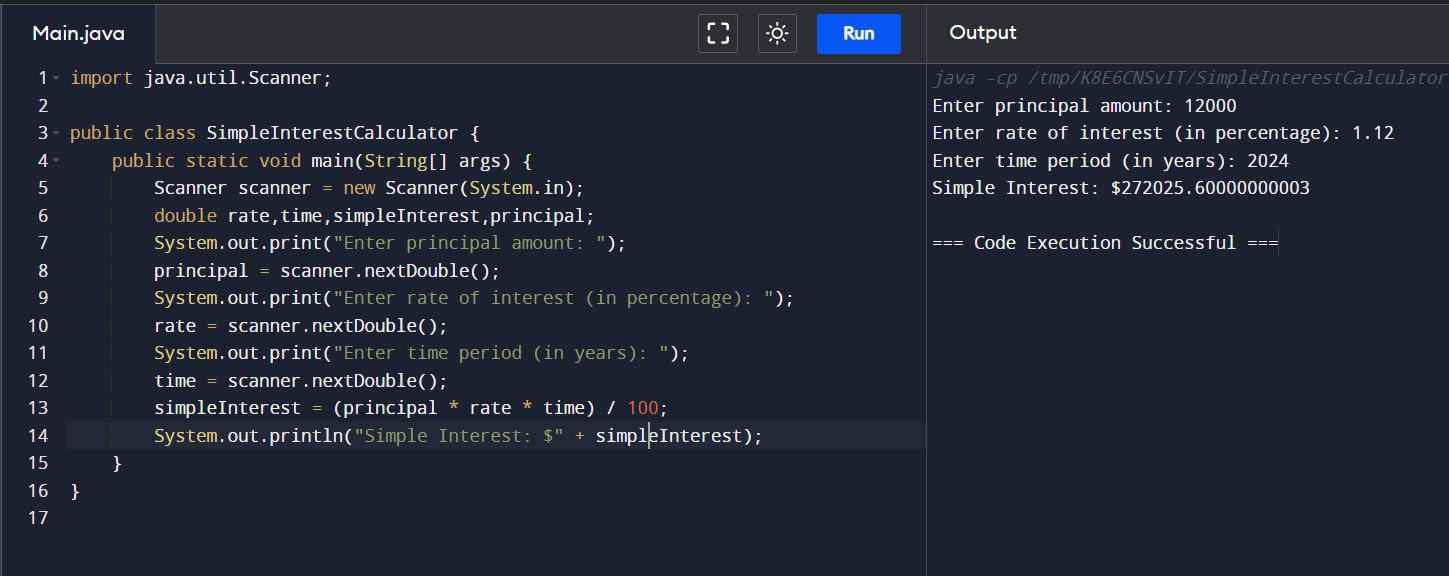 Main.java
Run
Output
1 import java.util.Scanner;
2
3 public class SimpleInterestCalculator {
4     public static void main(String[] args) {
5         Scanner scanner = new Scanner(System.in);
6         double rate,time,simpleInterest,principal;
7         System.out.print("Enter principal amount: ");
8         principal = scanner.nextDouble();
9         System.out.print("Enter rate of interest (in percentage): ");
10         rate = scanner.nextDouble();
11         System.out.print("Enter time period (in years): ");
12         time = scanner.nextDouble();
13         simpleInterest = (principal * rate * time) / 100;
14         System.out.println("Simple Interest: $" + simpleInterest);
15     }
16 }
17
java -cp /tmp/K8E6CNSvIT/SimpleInterestCalculator
Enter principal amount: 12000
Enter rate of interest (in percentage): 1.12
Enter time period (in years): 2024
Simple Interest: $272025.60000000003
=== Code Execution Successful ===